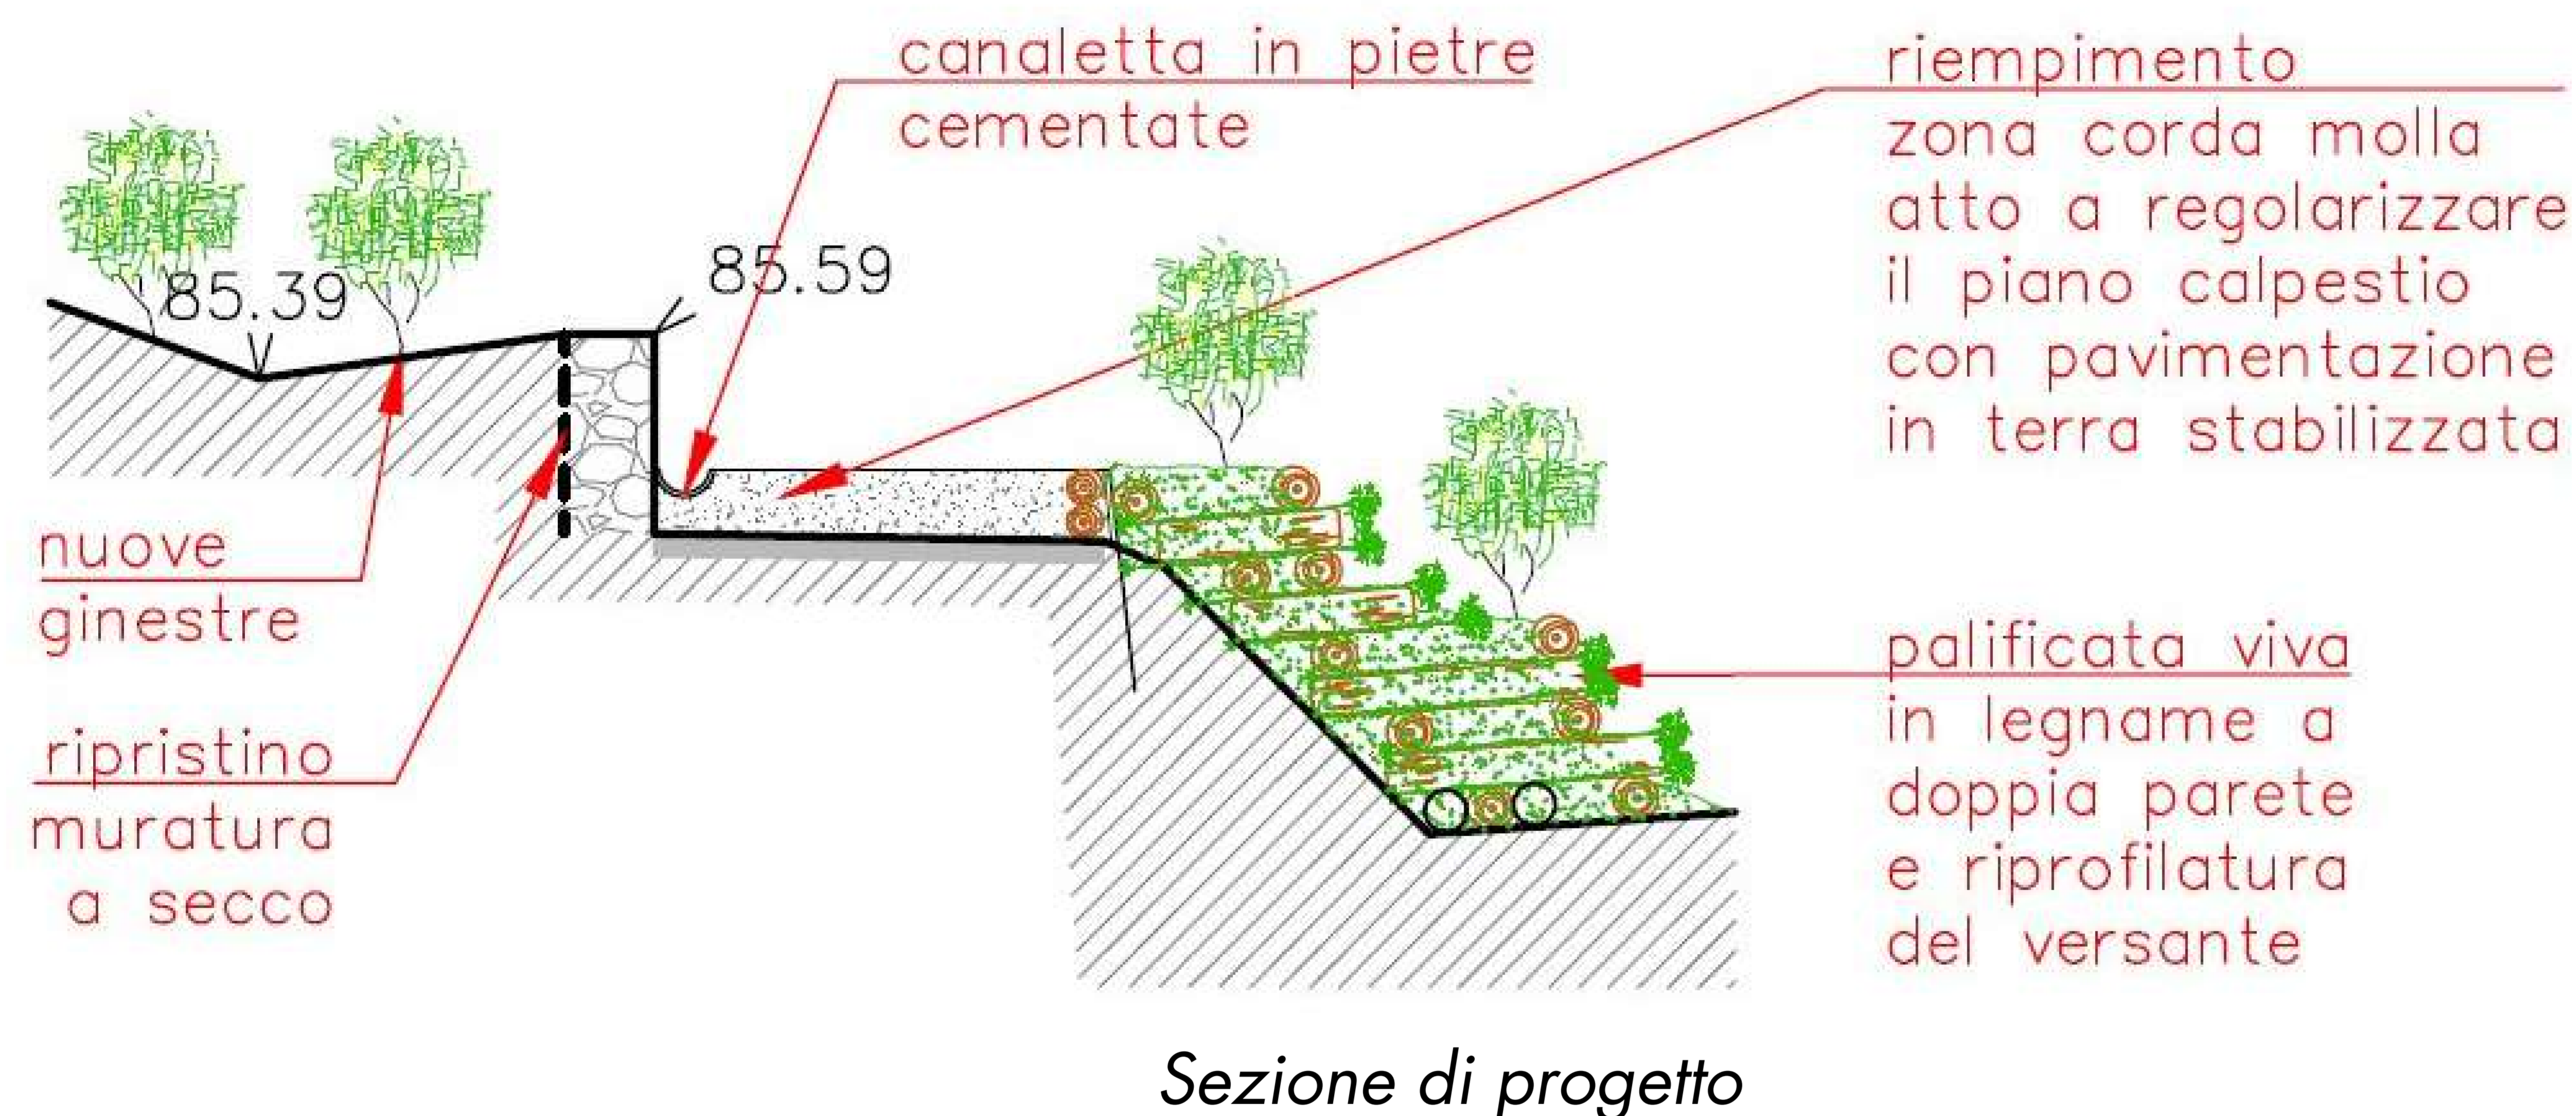 canaletta in pietre
cementate
riempimento
zona corda molla
atto a regolarizzare
il piano calpestio
con pavimentazione
in terra stabilizzata
85.39
85.59
nuove
ginestre
ripristino
muratura
a secco
palificata viva
in legname a
doppia parete
e riprofilatura
del versante
Sezione di progetto